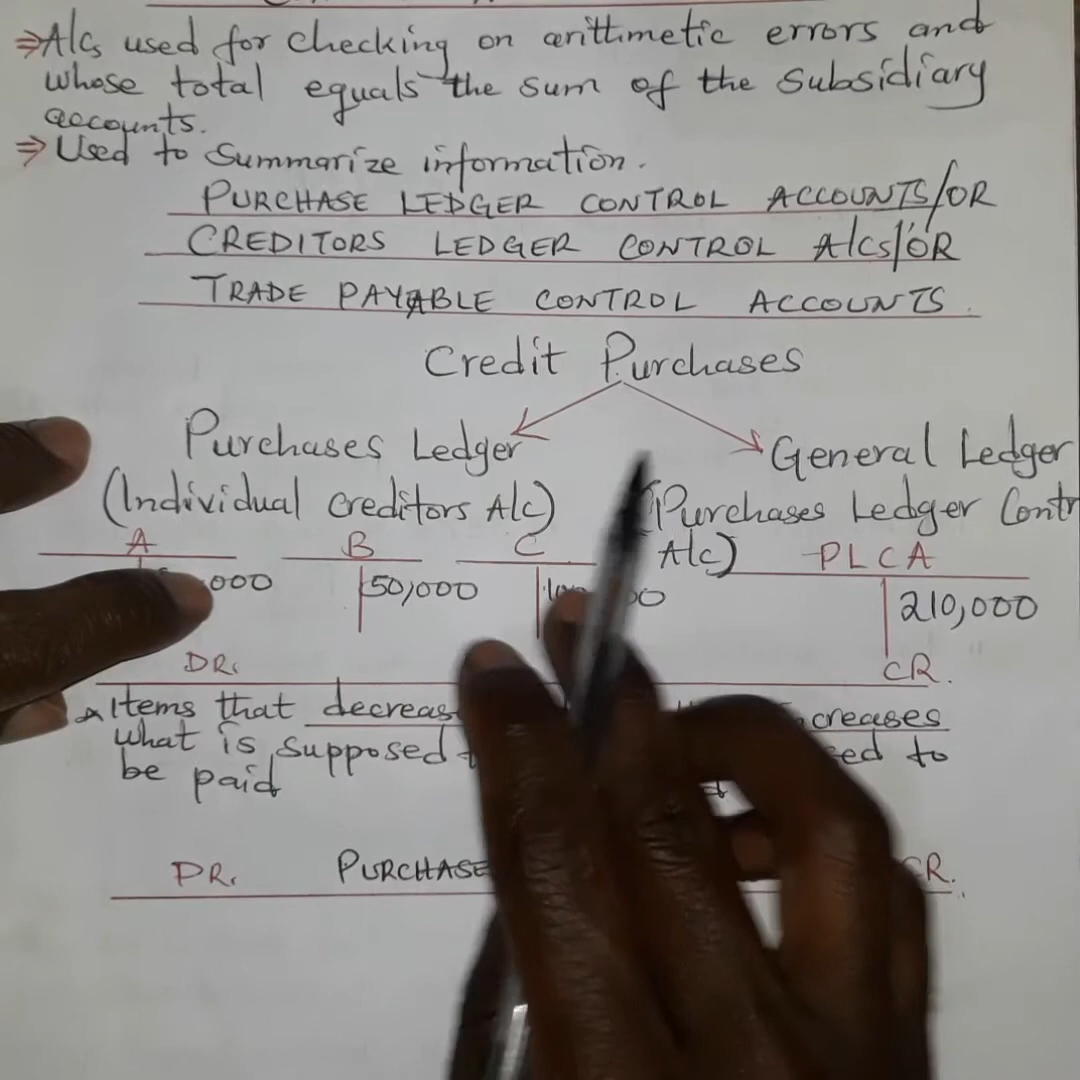 ⇒ A/cs used for checking on arithmetic errors and
whose total equals the sum of the subsidiary
accounts.
⇒ Used to summarize information.
PURCHASE LEDGER CONTROL ACCOUNTS/OR
CREDITORS LEDGER CONTROL A/cs/OR
TRADE PAYABLE CONTROL ACCOUNTS.
Credit Purchases
Purchases Ledger
(Individual creditors A/c)
General Ledger
(Purchases Ledger Contr
A/c) PLCA
A B C
,000 50,000 210,000
DR. CR.
Items that decreas creases
what is supposed ed to
be paid
DR. PURCHASE CR.